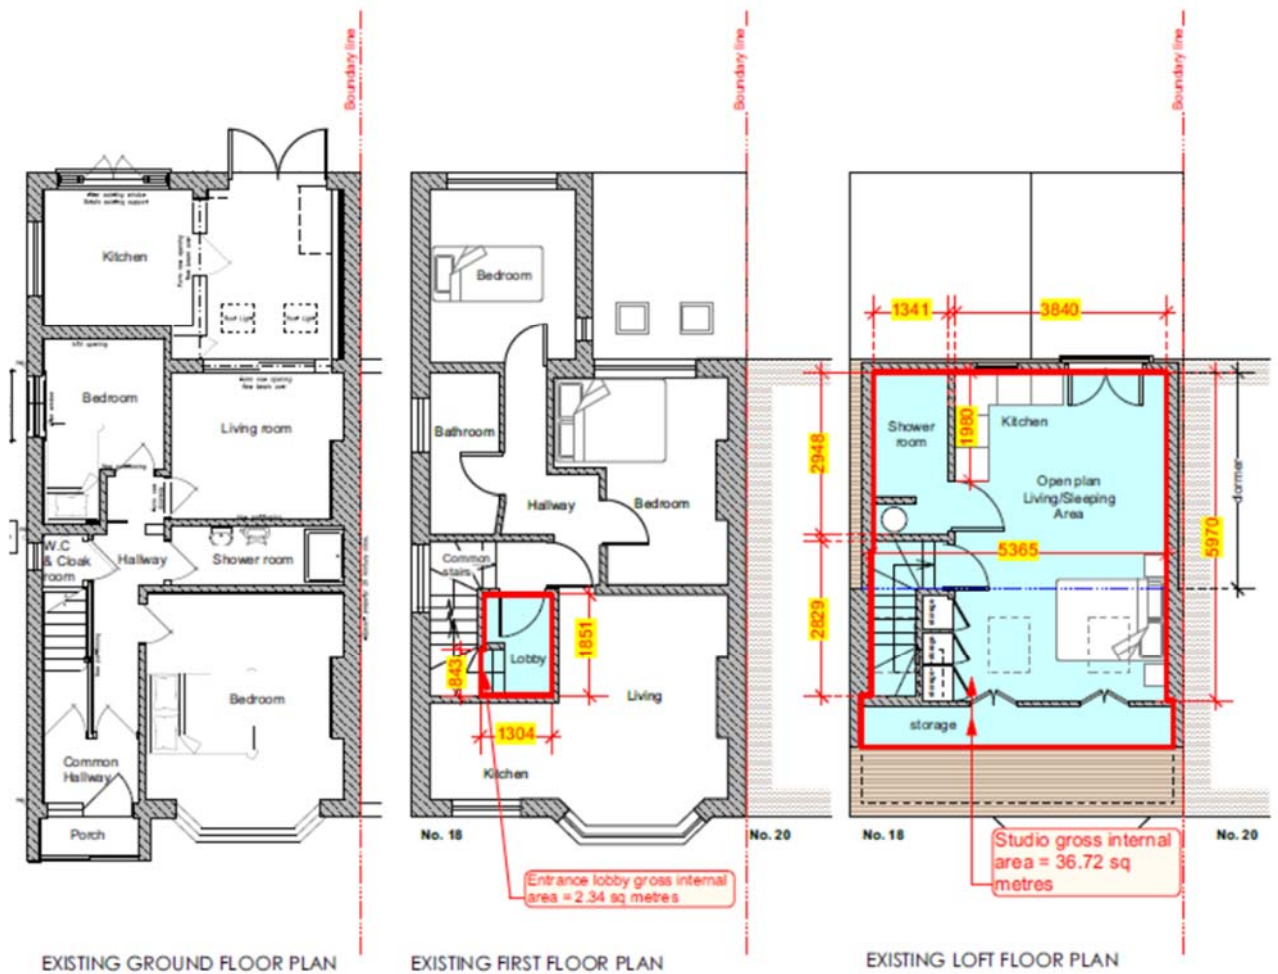 Boundary line
Boundary line
Boundary line
Kitchen
Bedroom
Living room
W.C
& Cloak
room
Hallway
Shower room
Bedroom
Common
Hallway
Porch
EXISTING GROUND FLOOR PLAN
Bedroom
Bathroom
Hallway
Bedroom
Common
stairs
Lobby
843
1851
1304
Living
Kitchen
No. 18
No. 20
Entrance lobby gross internal
area = 2.34 sq metres
EXISTING FIRST FLOOR PLAN
1341
3840
Shower
room
1980
Kitchen
2948
Open plan
Living/Sleeping
Area
dormer
5970
5365
2829
storage
storage
storage
storage
No. 18
No. 20
Studio gross internal
area = 36.72 sq
metres
EXISTING LOFT FLOOR PLAN